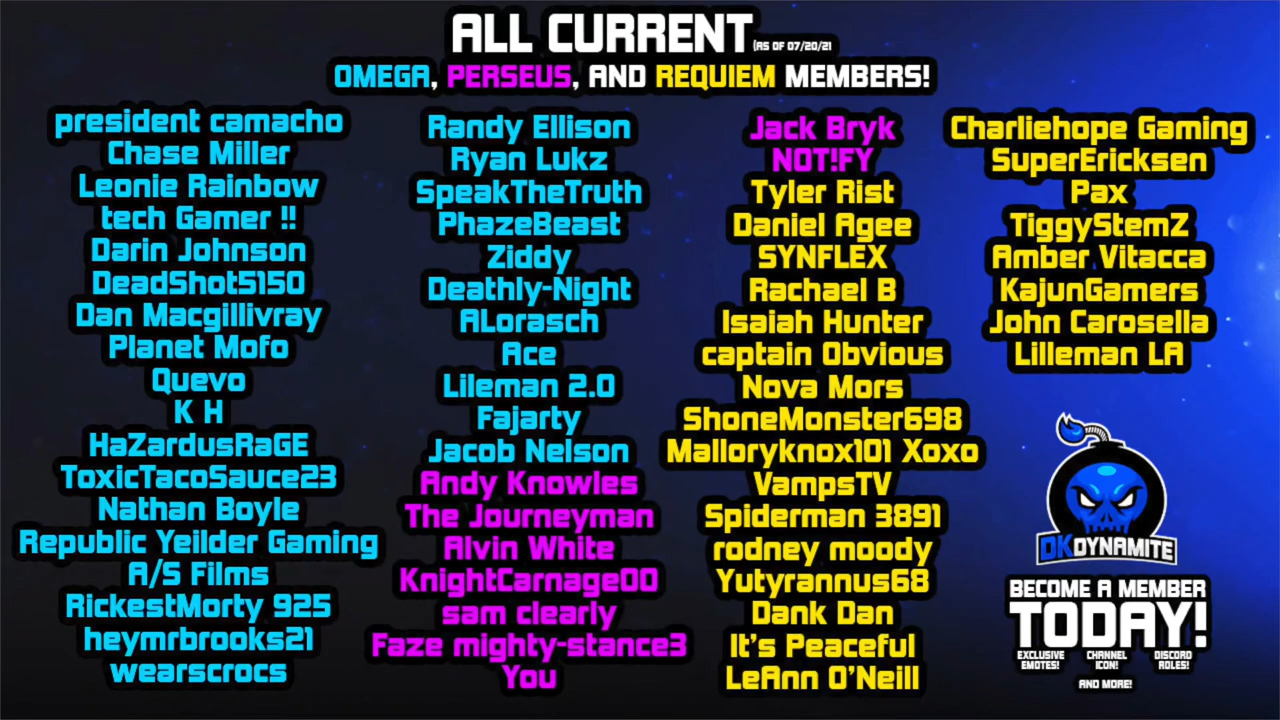 ALL CURRENT (AS OF 07/20/21
OMEGA, PERSEUS, AND REQUIEM MEMBERS!
president camacho
Chase Miller
Leonie Rainbow
tech Gamer !!
Darin Johnson
DeadShot5150
Dan Macgillivray
Planet Mofo
Quevo
K H
HaZardusRaGE
ToxicTacoSauce23
Nathan Boyle
Republic Yeilder Gaming
A/S Films
RickestMorty 925
heymrbrooks21
wearscrocs
Randy Ellison
Ryan Lukz
SpeakTheTruth
PhazeBeast
Ziddy
Deathly-Night
ALorasch
Ace
Lileman 2.0
Fajarty
Jacob Nelson
Andy Knowles
The Journeyman
Alvin White
KnightCarnage00
sam clearly
Faze mighty-stance3
You
Jack Bryk
NOT!FY
Tyler Rist
Daniel Agee
SYNFLEX
Rachael B
Isaiah Hunter
captain Obvious
Nova Mors
ShoneMonster698
Malloryknox101 Xoxo
VampsTV
Spiderman 3891
rodney moody
Yutyrannus68
Dank Dan
It's Peaceful
LeAnn O'Neill
Charliehope Gaming
SuperEricksen
Pax
TiggyStemZ
Amber Vitacca
KajunGamers
John Carosella
Lilleman LA
DKDYNAMITE
BECOME A MEMBER
TODAY!
EXCLUSIVE EMOTES!
CHANNEL ICON!
DISCORD ROLES!
AND MORE!